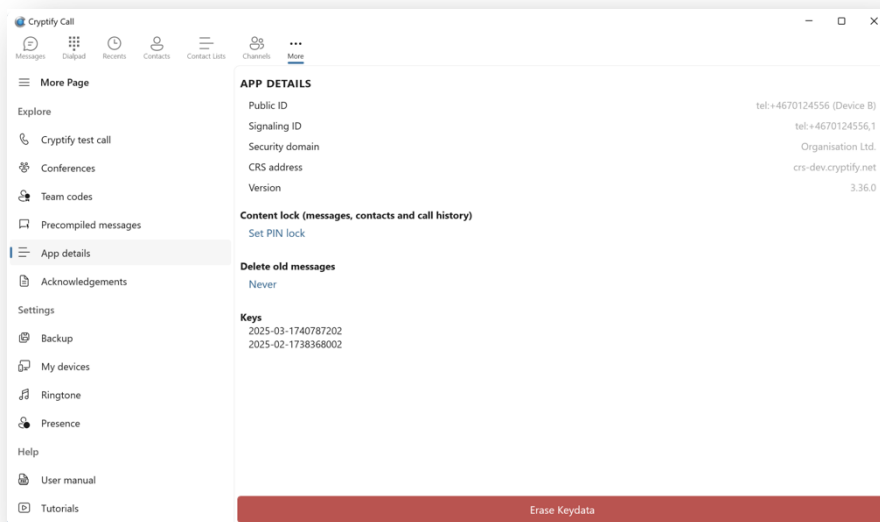 Cryptify Call
Messages
Dialpad
Recents
Contacts
Contact Lists
Channels
More
More Page
Explore
Cryptify test call
Conferences
Team codes
Precompiled messages
App details
Acknowledgements
Settings
Backup
My devices
Ringtone
Presence
Help
User manual
Tutorials
APP DETAILS
Public ID tel:+4670124556 (Device B)
Signaling ID tel:+4670124556,1
Security domain Organisation Ltd.
CRS address crs-dev.cryptify.net
Version 3.36.0
Content lock (messages, contacts and call history)
Set PIN lock
Delete old messages
Never
Keys
2025-03-1740787202
2025-02-1738368002
Erase Keydata